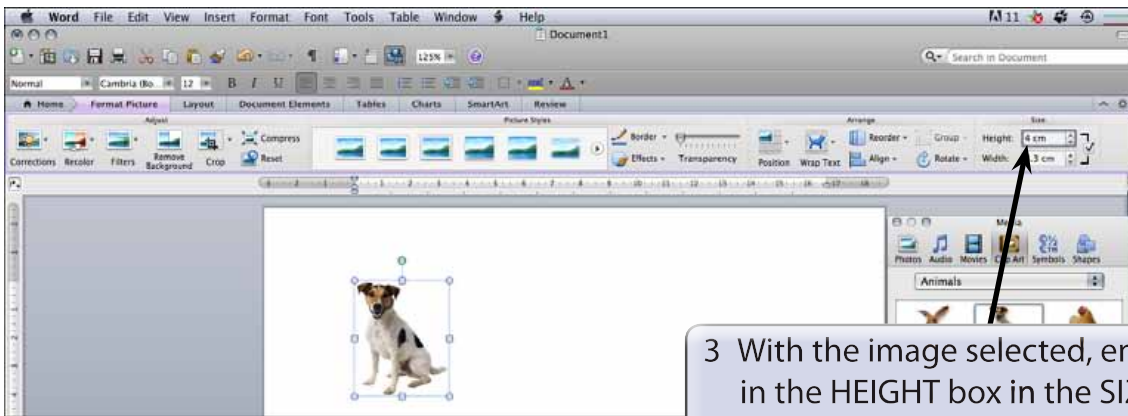 Word File Edit View Insert Format Font Tools Table Window Help 11
Document1
125% Search in Document
Normal Cambria (Bo... 12 B I U A
Home Format Picture Layout Document Elements Tables Charts SmartArt Review
Adjust Picture Styles Arrange Size
Compress Border Reorder Group Height: 4 cm
Corrections Recolor Filters Remove Background Crop Reset Effects Transparency Position Wrap Text Align Rotate Width: .3 cm
Photos Audio Movies Clip Art Symbols Shapes
Animals
3 With the image selected, en
in the HEIGHT box in the SIZ